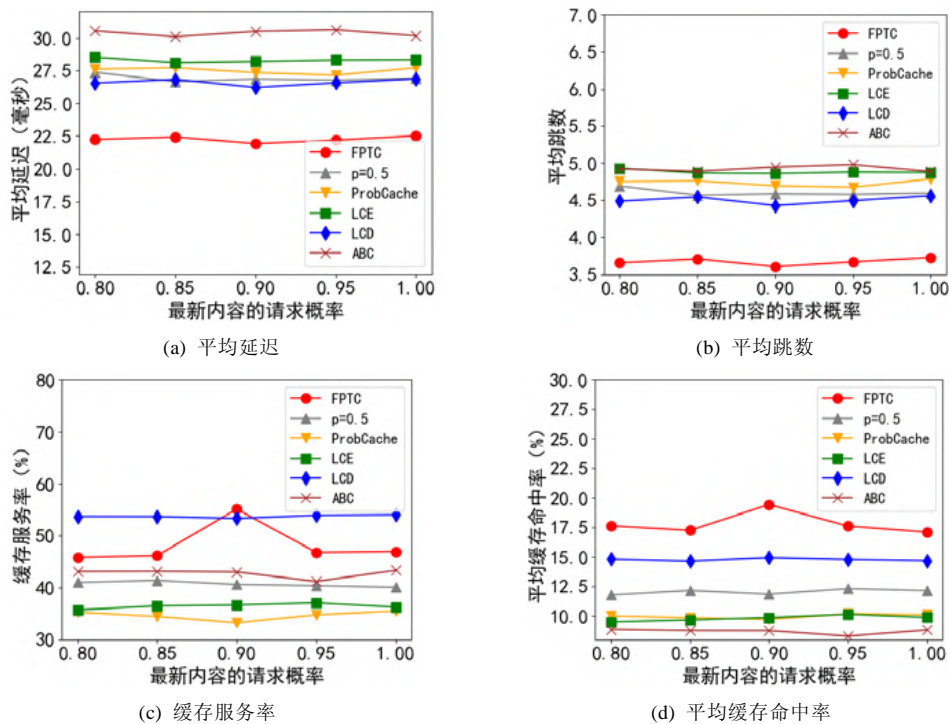 平均延迟（毫秒）
30.0
27.5
25.0
22.5
20.0
17.5
15.0
12.5
FPTC
p=0.5
ProbCache
LCE
LCD
ABC
0.80 0.85 0.90 0.95 1.00
最新内容的请求概率
(a) 平均延迟
平均跳数
7.0
6.5
6.0
5.5
5.0
4.5
4.0
3.5
FPTC
p=0.5
ProbCache
LCE
LCD
ABC
0.80 0.85 0.90 0.95 1.00
最新内容的请求概率
(b) 平均跳数
缓存服务率（%）
80
70
60
50
40
30
FPTC
p=0.5
ProbCache
LCE
LCD
ABC
0.80 0.85 0.90 0.95 1.00
最新内容的请求概率
(c) 缓存服务率
平均缓存命中率（%）
30.0
27.5
25.0
22.5
20.0
17.5
15.0
12.5
10.0
FPTC
p=0.5
ProbCache
LCE
LCD
ABC
0.80 0.85 0.90 0.95 1.00
最新内容的请求概率
(d) 平均缓存命中率